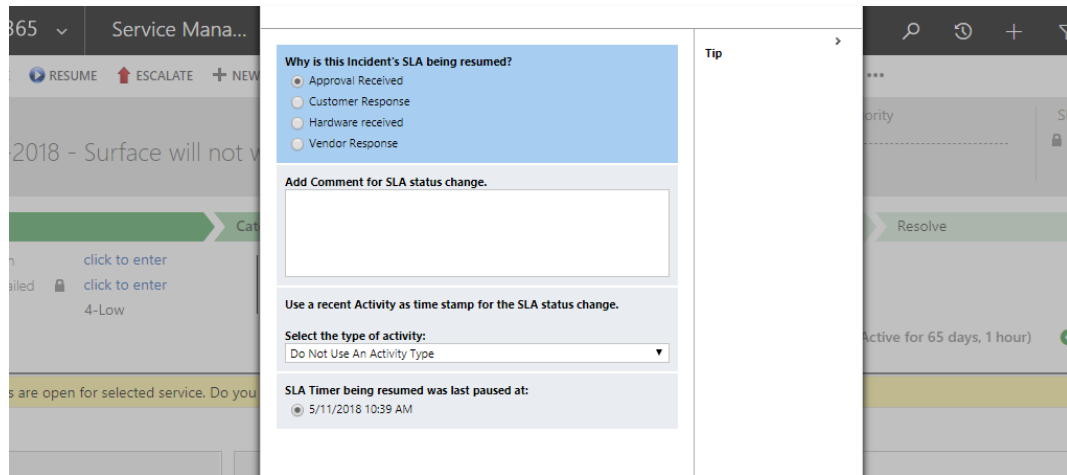 365
Service Mana...
RESUME
ESCALATE
NEW
-2018 - Surface will not w
click to enter
click to enter
4-Low
s are open for selected service. Do you
Why is this Incident's SLA being resumed?
Approval Received
Customer Response
Hardware received
Vendor Response
Add Comment for SLA status change.
Use a recent Activity as time stamp for the SLA status change.
Select the type of activity:
Do Not Use An Activity Type
SLA Timer being resumed was last paused at:
5/11/2018 10:39 AM
Tip
...
ority
Resolve
Active for 65 days, 1 hour)